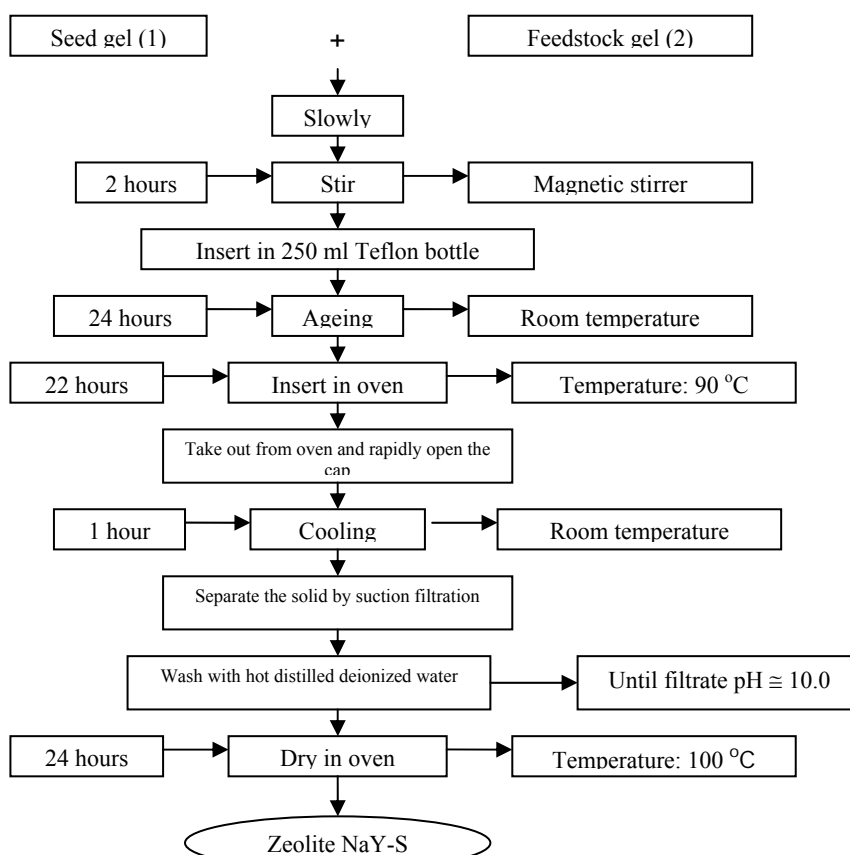 Seed gel (1) + Feedstock gel (2)
Slowly
2 hours Stir Magnetic stirrer
Insert in 250 ml Teflon bottle
24 hours Ageing Room temperature
22 hours Insert in oven Temperature: 90 °C
Take out from oven and rapidly open the
cap
1 hour Cooling Room temperature
Separate the solid by suction filtration
Wash with hot distilled deionized water Until filtrate pH ≅ 10.0
24 hours Dry in oven Temperature: 100 °C
Zeolite NaY-S